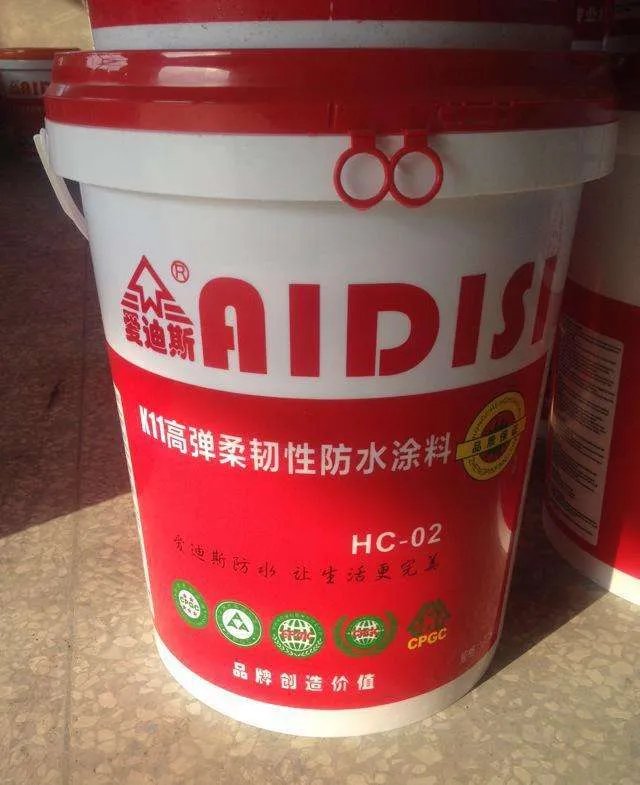 AIDISI
®
爱迪斯
K11高弹柔韧性防水涂料
HC-02
爱迪斯防水 让生活更完美
CPGC
CPGC
品牌创造价值